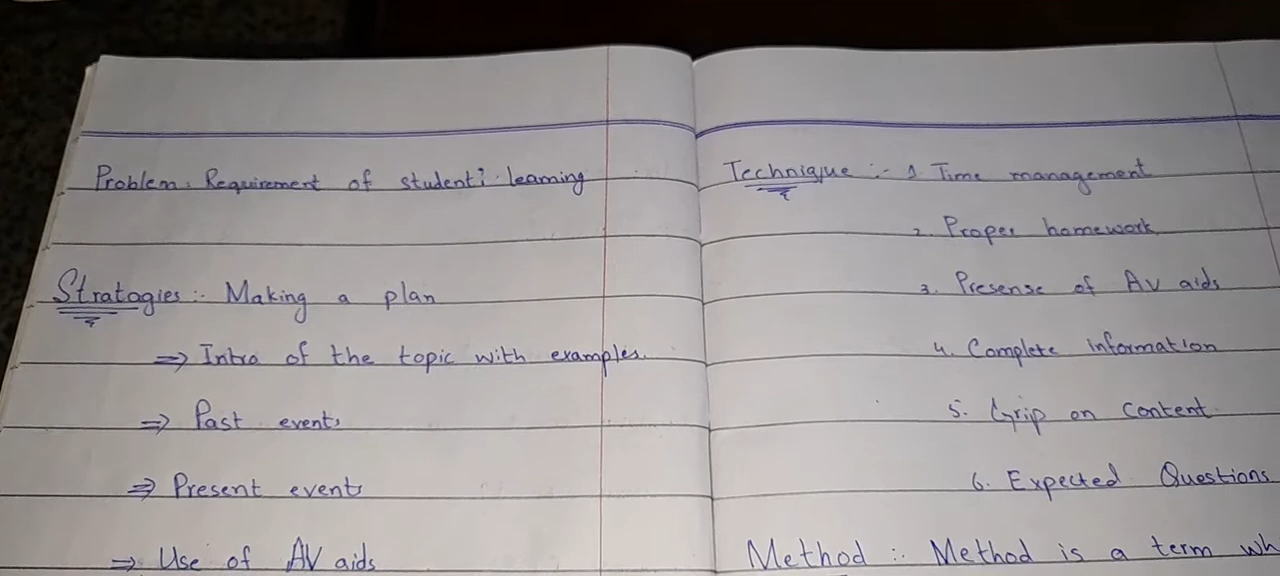 Problem: Requirement of student's learning
Stratagies :- Making a plan
⇒ Intro of the topic with examples.
⇒ Past events
⇒ Present events
⇒ Use of AV aids
Technique :- 1. Time management
2. Proper homework
3. Presense of AV aids
4. Complete information
5. Grip on content
6. Expected Questions
Method :- Method is a term wh